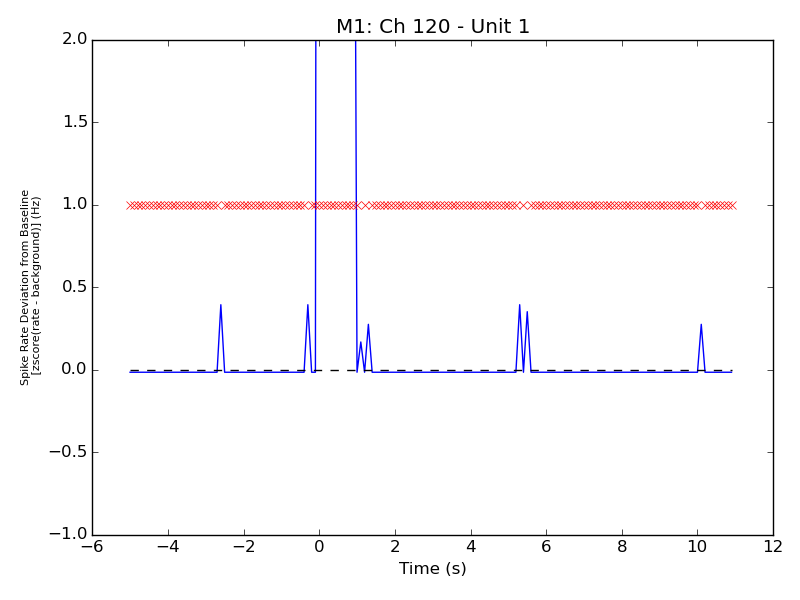 M1: Ch 120 - Unit 1
2.0
1.5
1.0
0.5
0.0
−0.5
−1.0
Spike Rate Deviation from Baseline
[zscore(rate - background)] (Hz)
−6 −4 −2 0 2 4 6 8 10 12
Time (s)